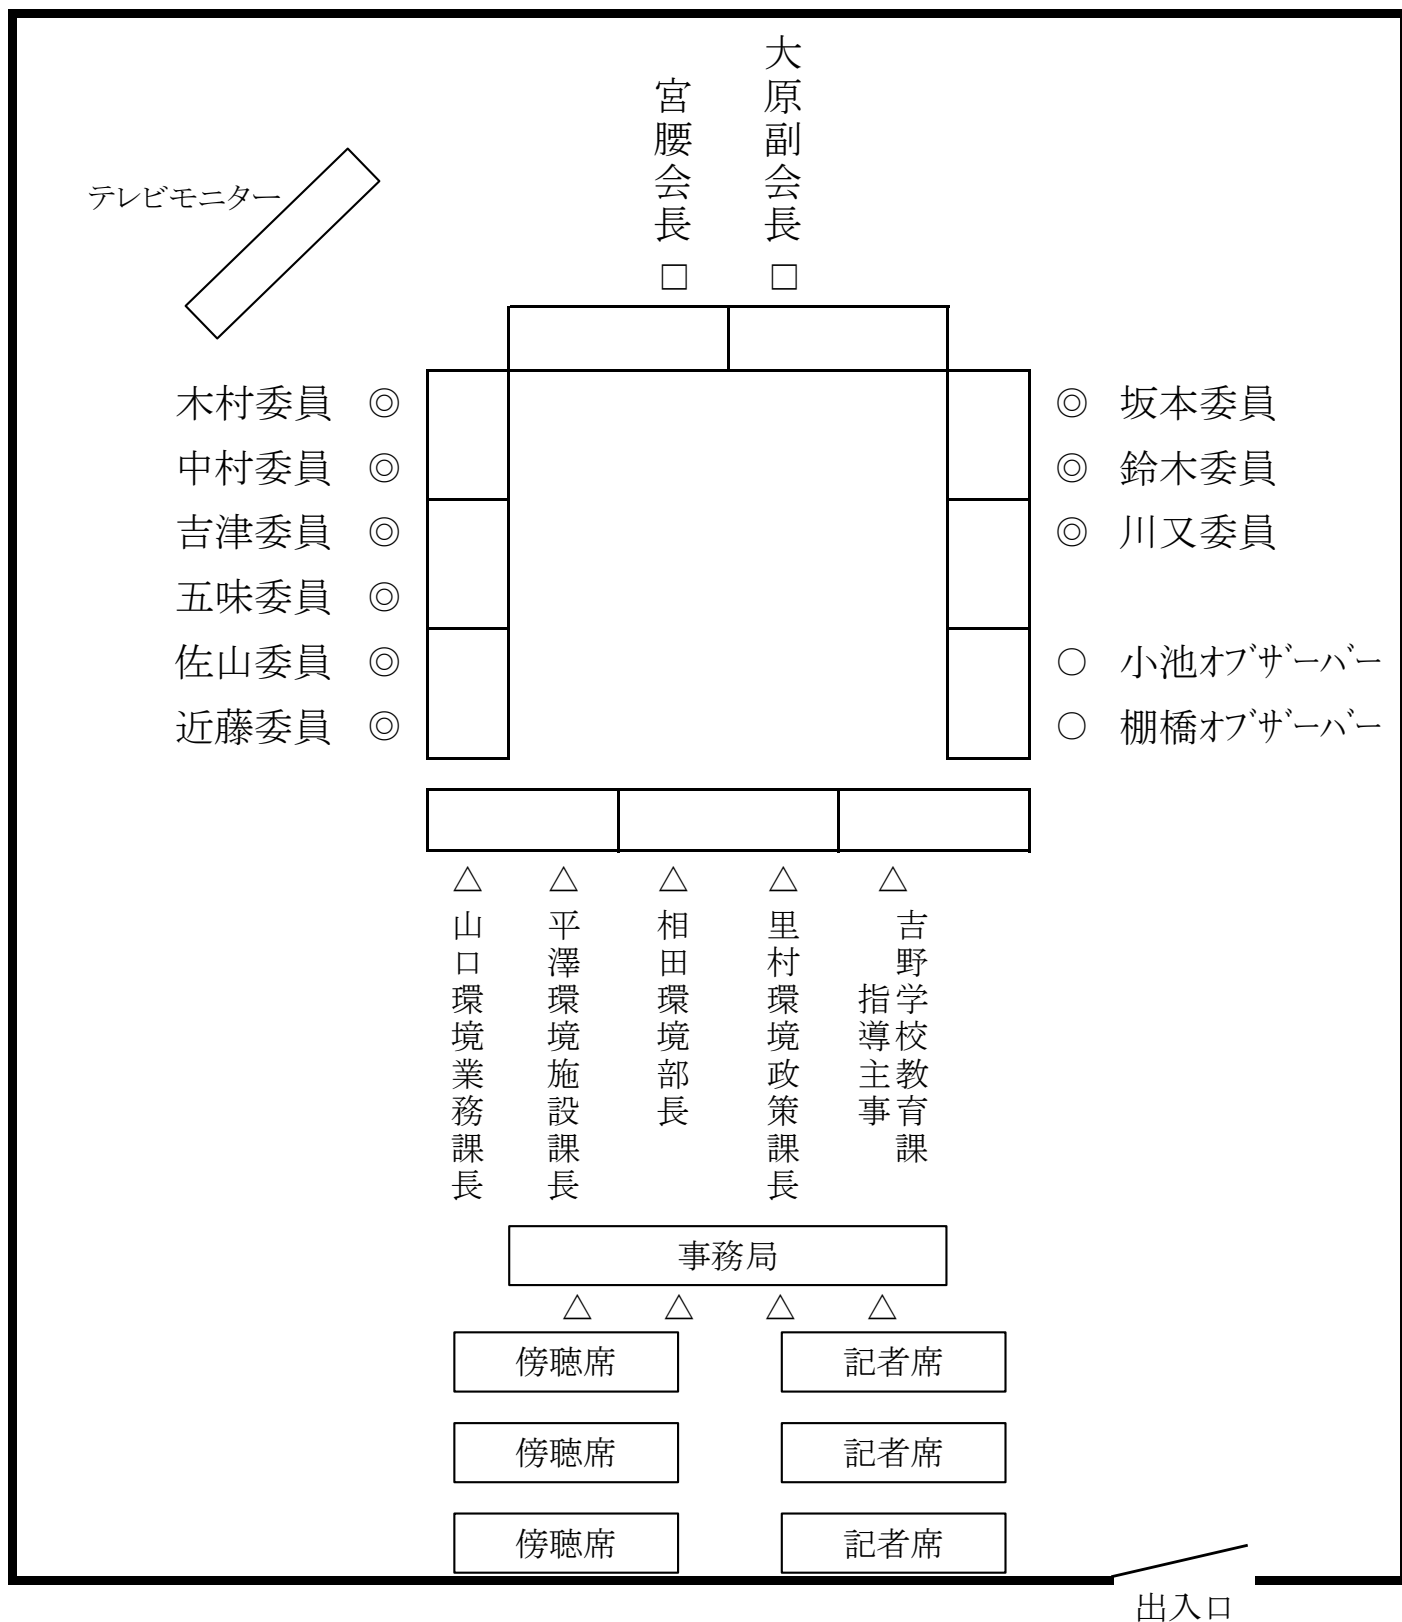 大原副会長
宮腰会長
□ □
テレビモニター
木村委員 ◎
中村委員 ◎
吉津委員 ◎
五味委員 ◎
佐山委員 ◎
近藤委員 ◎
◎ 坂本委員
◎ 鈴木委員
◎ 川又委員
○ 小池オブザーバー
○ 棚橋オブザーバー
△ △ △ △ △
山口環境業務課長
平澤環境施設課長
相田環境部長
里村環境政策課長
吉野学校教育課
指導主事
事務局
△ △ △ △
傍聴席 記者席
傍聴席 記者席
傍聴席 記者席
出入口